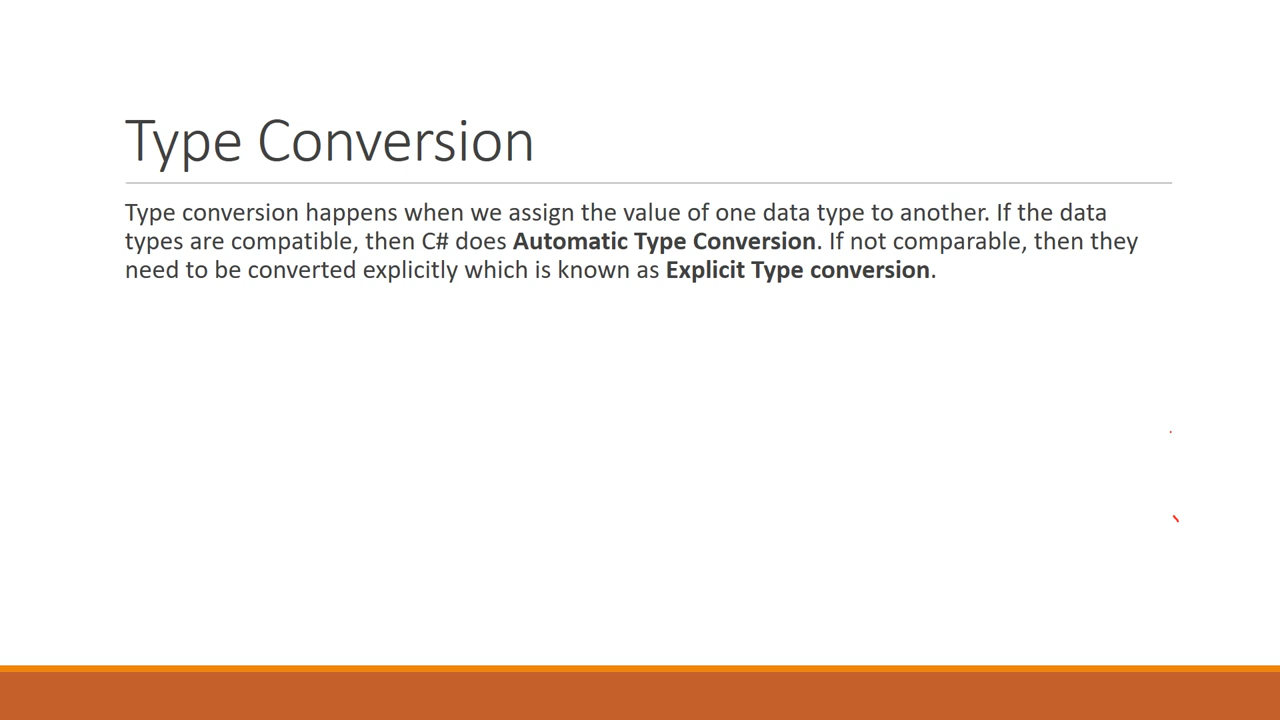 Type Conversion
Type conversion happens when we assign the value of one data type to another. If the data
types are compatible, then C# does Automatic Type Conversion. If not comparable, then they
need to be converted explicitly which is known as Explicit Type conversion.